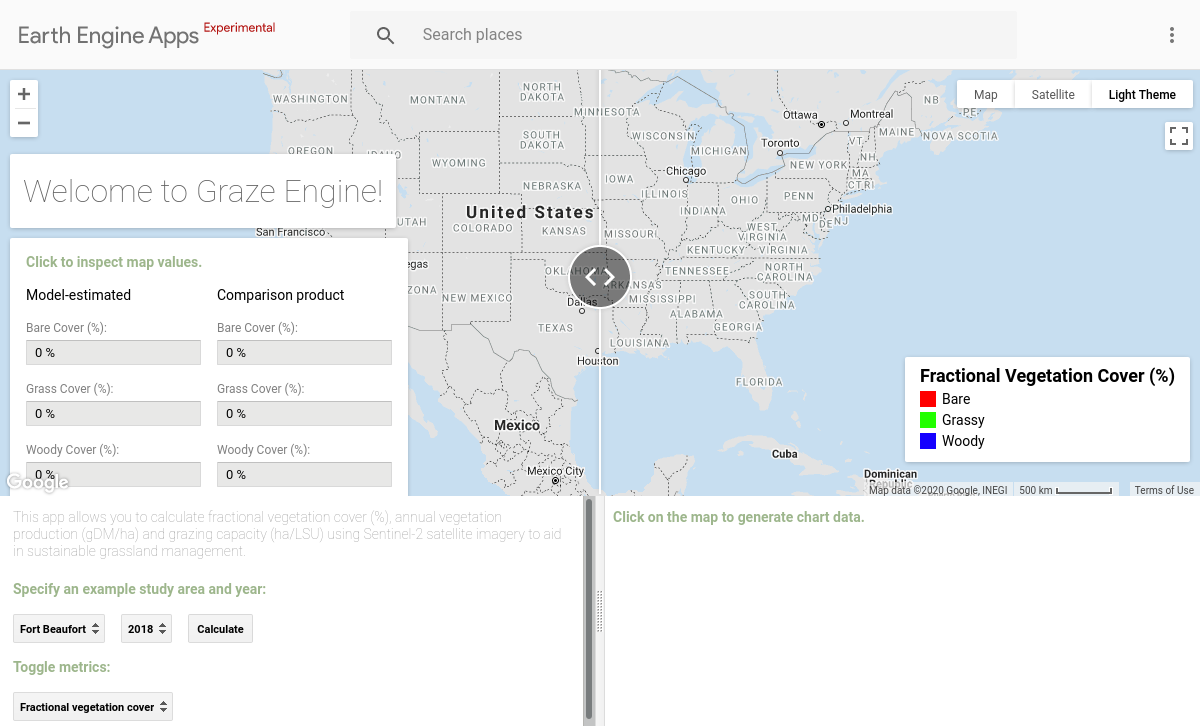 Earth Engine Apps Experimental
Search places
Map
Satellite
Light Theme
WASHINGTON
MONTANA
NORTH DAKOTA
MINNESOTA
Ottawa
Montreal
NB
PE
MAINE
NOVA SCOTIA
OREGON
IDAHO
SOUTH DAKOTA
WISCONSIN
MICHIGAN
Toronto
VT
NH
WYOMING
Chicago
NEW YORK
MA
CT RI
IOWA
NEBRASKA
ILLINOIS
INDIANA
OHIO
PENN
Philadelphia
United States
UTAH
COLORADO
KANSAS
MISSOURI
WEST VIRGINIA
MD
DE
NJ
San Francisco
KENTUCKY
VIRGINIA
egas
OKLAHOMA
TENNESSEE
NORTH CAROLINA
ZONA
NEW MEXICO
ARKANSAS
MISSISSIPPI
SOUTH CAROLINA
Dallas
ALABAMA
GEORGIA
TEXAS
LOUISIANA
Houston
FLORIDA
Mexico
Cuba
Mexico City
Dominican
Republic
Welcome to Graze Engine!
Click to inspect map values.
Model-estimated
Comparison product
Bare Cover (%):
Bare Cover (%):
0 %
0 %
Grass Cover (%):
Grass Cover (%):
0 %
0 %
Woody Cover (%):
Woody Cover (%):
0 %
0 %
Google
Fractional Vegetation Cover (%)
Bare
Grassy
Woody
Map data ©2020 Google, INEGI
500 km
Terms of Use
This app allows you to calculate fractional vegetation cover (%), annual vegetation
production (gDM/ha) and grazing capacity (ha/LSU) using Sentinel-2 satellite imagery to aid
in sustainable grassland management.
Specify an example study area and year:
Fort Beaufort
2018
Calculate
Toggle metrics:
Fractional vegetation cover
Click on the map to generate chart data.